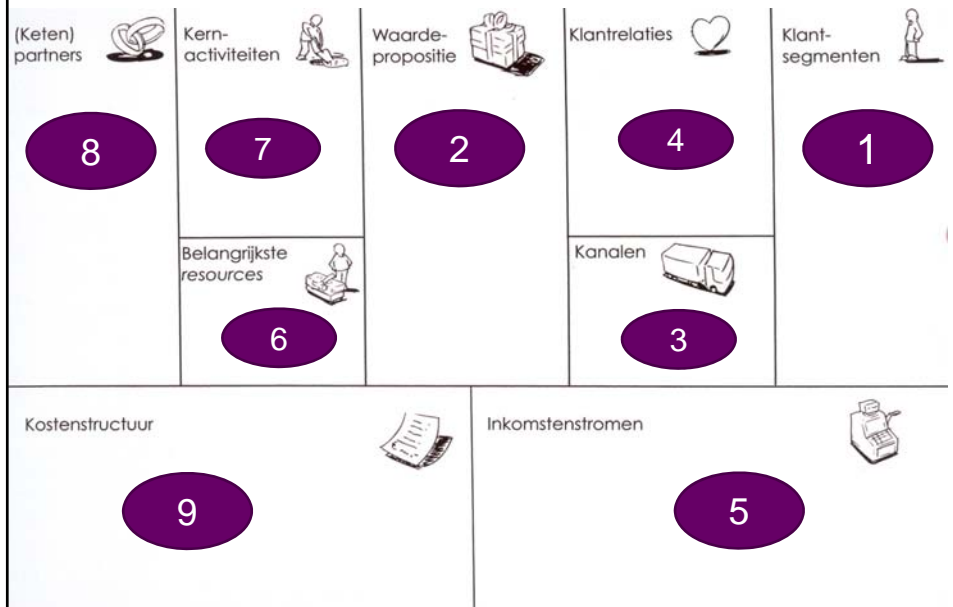 (Keten)
partners
Kern-
activiteiten
Waarde-
propositie
Klantrelaties
Klant-
segmenten
8
7
2
4
1
Belangrijkste
resources
Kanalen
6
3
Kostenstructuur
Inkomstenstromen
9
5